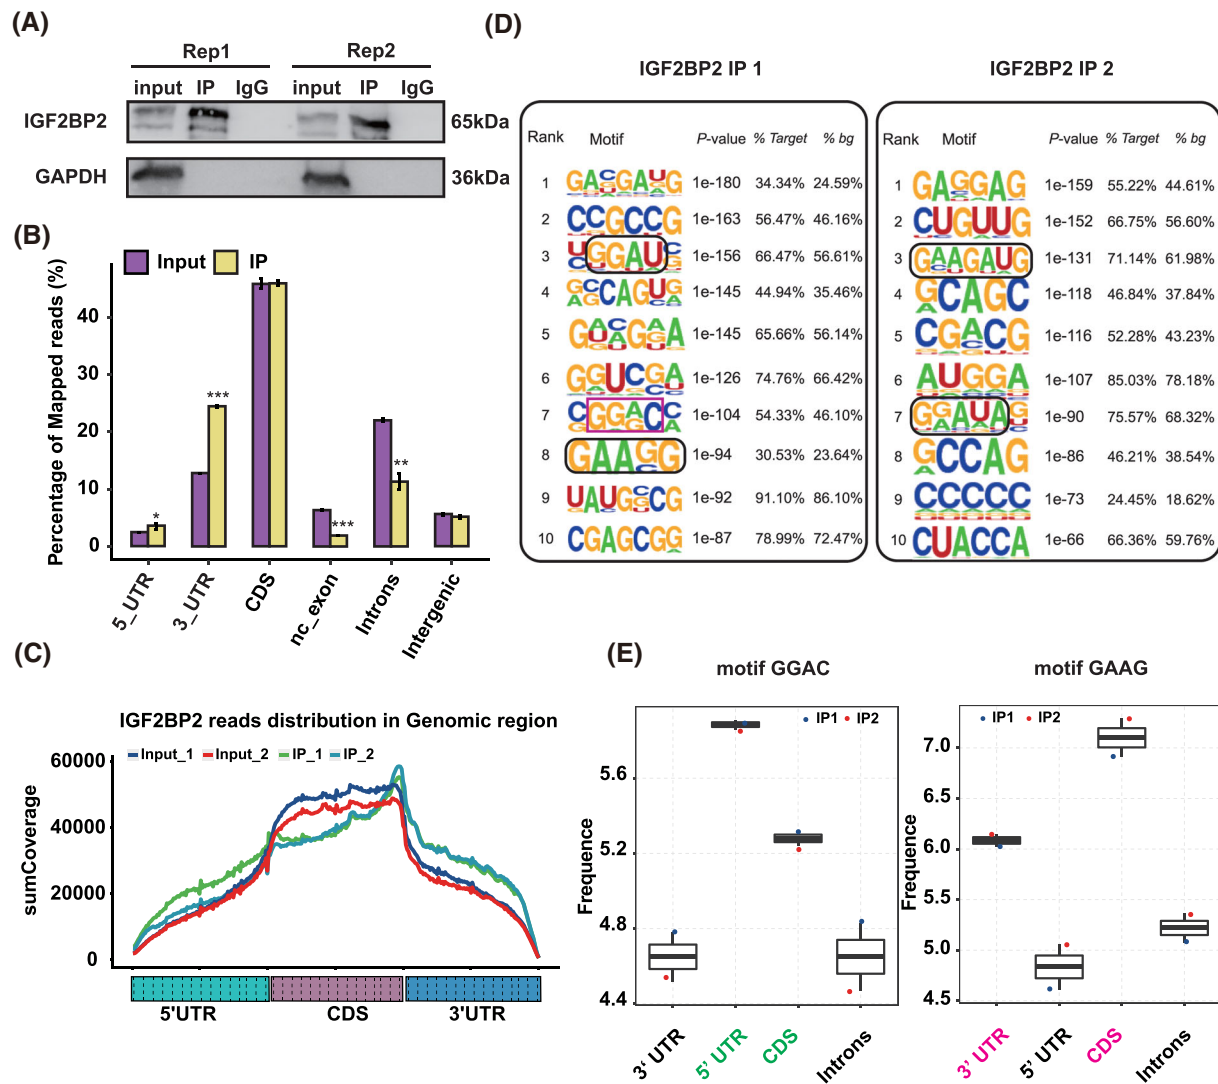 (A)
Rep1 Rep2
input IP IgG input IP IgG
IGF2BP2 65kDa
GAPDH 36kDa
(B)
Input IP
Percentage of Mapped reads (%)
40
30
20
10
0
* *** *** **
5_UTR 3_UTR CDS nc_exon Introns Intergenic
(C)
IGF2BP2 reads distribution in Genomic region
Input_1 Input_2 IP_1 IP_2
sumCoverage
60000
40000
20000
0
5'UTR CDS 3'UTR
(D)
IGF2BP2 IP 1
Rank Motif P-value % Target % bg
1 GACGAUG 1e-180 34.34% 24.59%
2 CCGCCG 1e-163 56.47% 46.16%
3 UGGAUC 1e-156 66.47% 56.61%
4 GCCAGUG 1e-145 44.94% 35.46%
5 GUAGGA 1e-145 65.66% 56.14%
6 GGUCGA 1e-126 74.76% 66.42%
7 CGGACC 1e-104 54.33% 46.10%
8 GAAGG 1e-94 30.53% 23.64%
9 UAUGCG 1e-92 91.10% 86.10%
10 CGAGCGG 1e-87 78.99% 72.47%
IGF2BP2 IP 2
Rank Motif P-value % Target % bg
1 GAGGAG 1e-159 55.22% 44.61%
2 CUGUUG 1e-152 66.75% 56.60%
3 GAAGAUG 1e-131 71.14% 61.98%
4 GCAGC 1e-118 46.84% 37.84%
5 CGACG 1e-116 52.28% 43.23%
6 AUGGA 1e-107 85.03% 78.18%
7 GGAUAG 1e-90 75.57% 68.32%
8 GCCAG 1e-86 46.21% 38.54%
9 CCCCC 1e-73 24.45% 18.62%
10 CUACCA 1e-66 66.36% 59.76%
(E)
motif GGAC
IP1 IP2
Frequence
5.6
5.2
4.8
4.4
3‘ UTR 5’ UTR CDS Introns
motif GAAG
IP1 IP2
Frequence
7.0
6.5
6.0
5.5
5.0
4.5
3’ UTR 5’ UTR CDS Introns